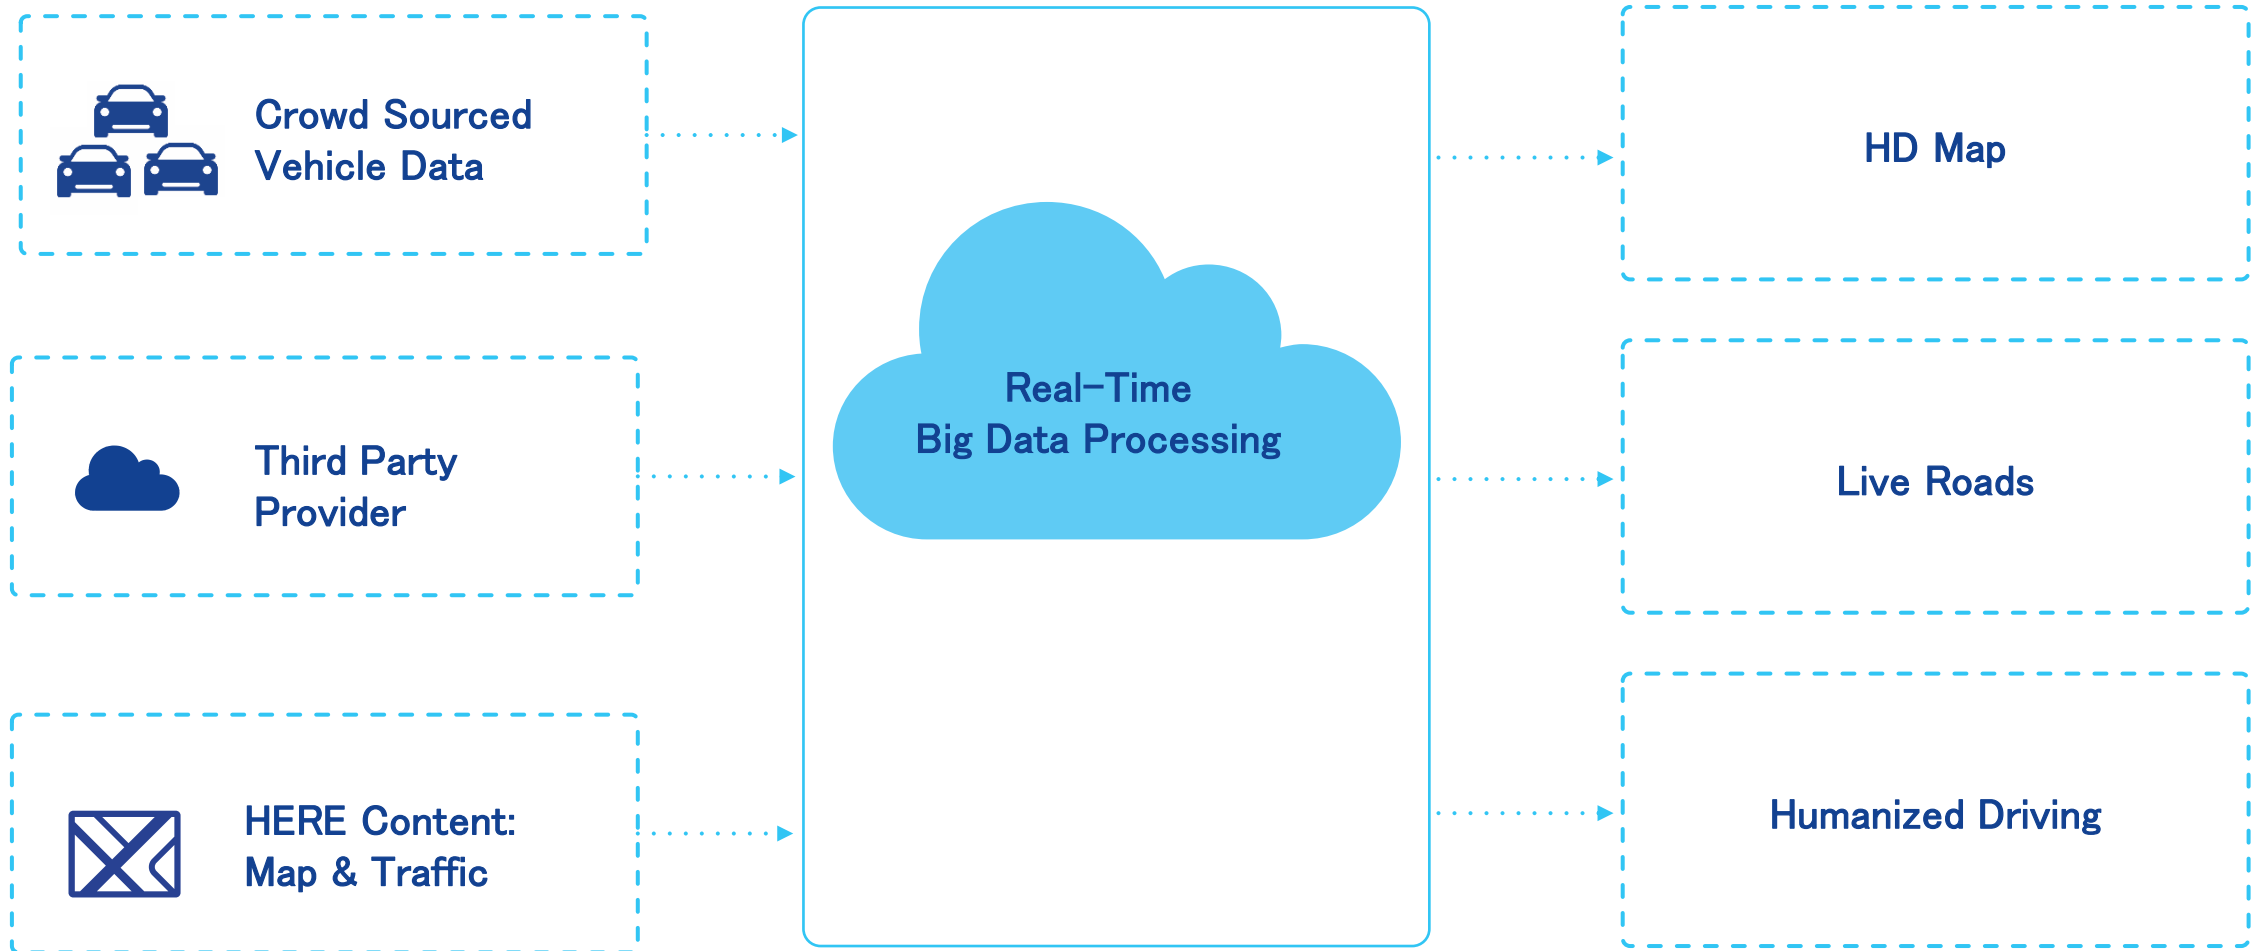 Crowd Sourced
Vehicle Data
Third Party
Provider
HERE Content:
Map & Traffic
Real-Time
Big Data Processing
HD Map
Live Roads
Humanized Driving